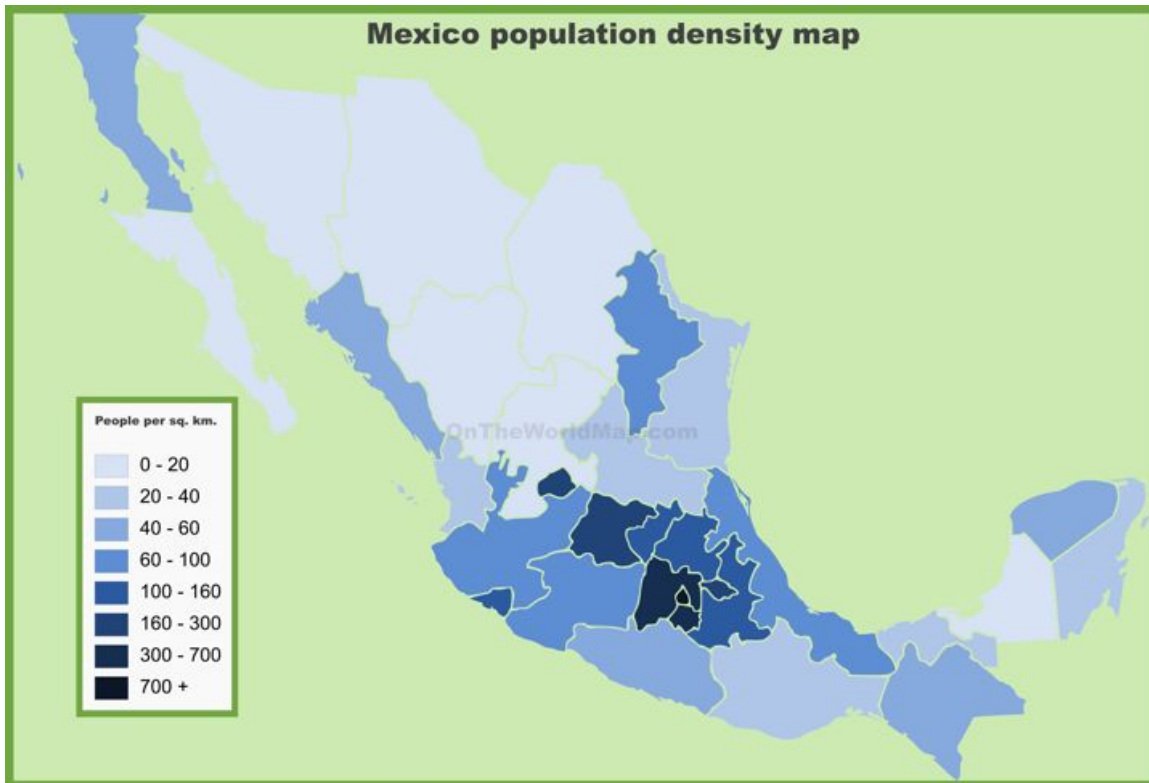 Mexico population density map
OnTheWorldMap.com
People per sq. km.
0 - 20
20 - 40
40 - 60
60 - 100
100 - 160
160 - 300
300 - 700
700 +